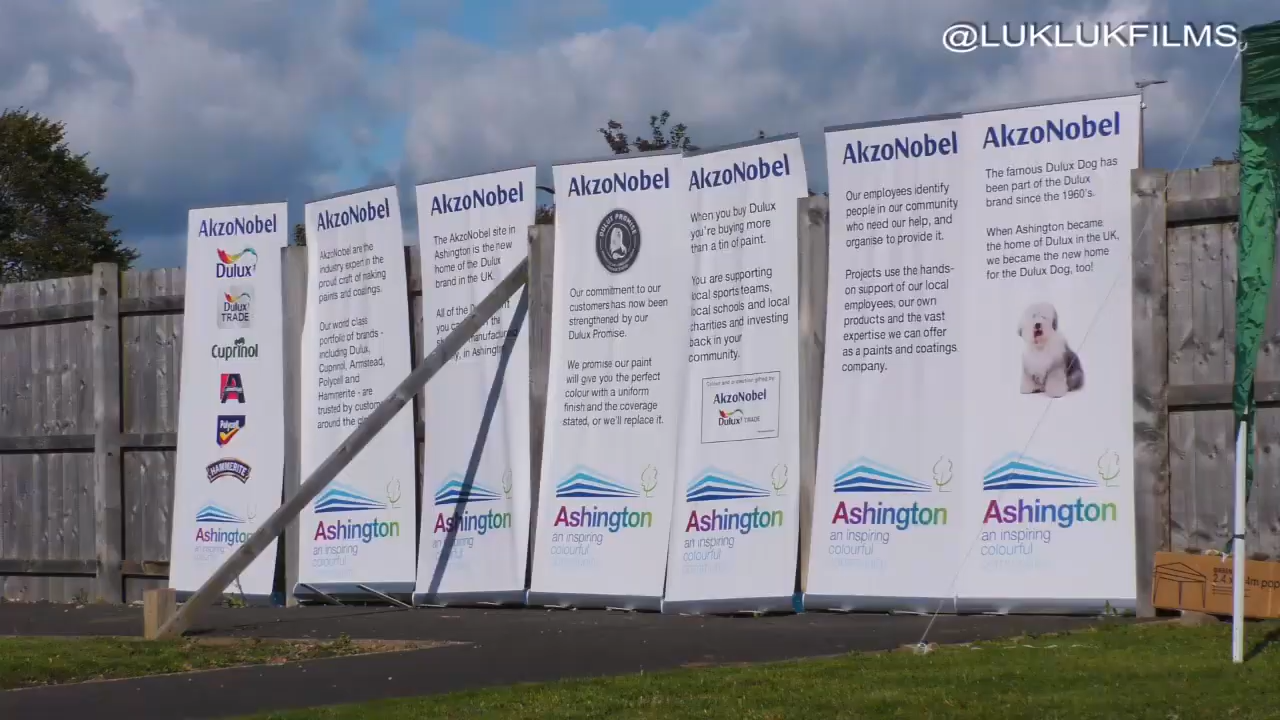 @LUKLUKFILMS
AkzoNobel
Dulux
Dulux
TRADE
Cuprinol
Polycell
HAMMERITE
Ashington
AkzoNobel
AkzoNobel are the
industry expert in the
proud craft of making
paints and coatings.
Our world class
portfolio of brands -
including Dulux,
Cuprinol, Armstead,
Polycell and
Hammerite - are
trusted by
around the
Ashington
an inspiring
colourful
AkzoNobel
The AkzoNobel site in
Ashington is the new
home of the Dulux
brand in the UK.
All of the
you
the
in
Ashington
an inspiring
colourful
AkzoNobel
DULUX PROMISE
Our commitment to our
customers has now been
strengthened by our
Dulux Promise.
We promise our paint
will give you the perfect
colour with a uniform
finish and the coverage
stated, or we'll replace it.
Ashington
an inspiring
colourful
AkzoNobel
When you buy Dulux
you're buying more
than a tin of paint.
You are supporting
local sports teams,
local schools and local
charities and investing
back in your
community.
AkzoNobel
Dulux TRADE
Ashington
an inspiring
colourful
AkzoNobel
Our employees identify
people in our community
who need our help, and
organise to provide it.
Projects use the hands-
on support of our local
employees, our own
products and the vast
expertise we can offer
as a paints and coatings
company.
Ashington
an inspiring
colourful
community
AkzoNobel
The famous Dulux Dog has
been part of the Dulux
brand since the 1960's.
When Ashington became
the home of Dulux in the UK,
we became the new home
for the Dulux Dog, too!
Ashington
an inspiring
colourful
community
2.4 x
4m pop